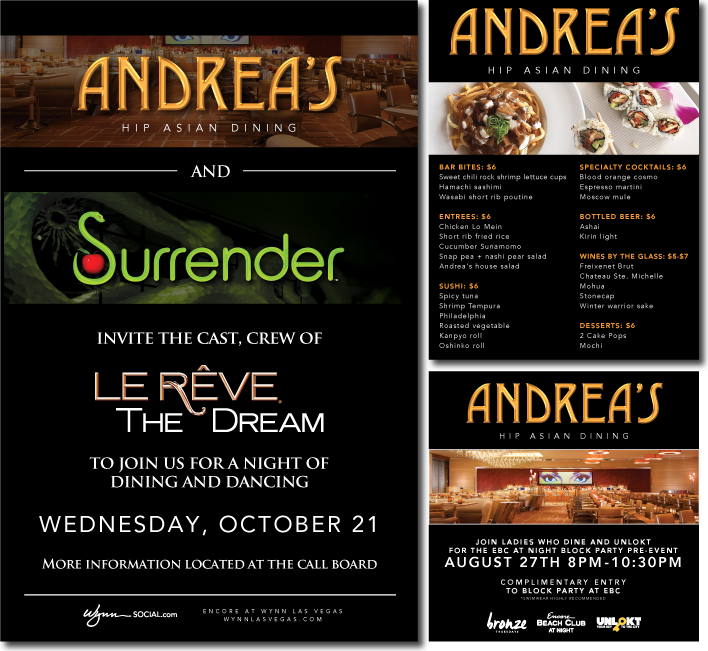 ANDREA'S
HIP ASIAN DINING
AND
Surrender
INVITE THE CAST, CREW OF
LE RÊVE
THE DREAM
TO JOIN US FOR A NIGHT OF
DINING AND DANCING
WEDNESDAY, OCTOBER 21
MORE INFORMATION LOCATED AT THE CALL BOARD
Wynn SOCIAL.com
ENCORE AT WYNN LAS VEGAS
WYNNLASVEGAS.COM
ANDREA'S
HIP ASIAN DINING
BAR BITES: $6
Sweet chili rock shrimp lettuce cups
Hamachi sashimi
Wasabi short rib poutine
ENTREES: $6
Chicken Lo Mein
Short rib fried rice
Cucumber Sunamomo
Snap pea + nashi pear salad
Andrea's house salad
SUSHI: $6
Spicy tuna
Shrimp Tempura
Philadelphia
Roasted vegetable
Kanpyo roll
Oshinko roll
SPECIALTY COCKTAILS: $6
Blood orange cosmo
Espresso martini
Moscow mule
BOTTLED BEER: $6
Ashai
Kirin light
WINES BY THE GLASS: $5-$7
Freixenet Brut
Chateau Ste. Michelle
Mohua
Stonecap
Winter warrior sake
DESSERTS: $6
2 Cake Pops
Mochi
ANDREA'S
HIP ASIAN DINING
JOIN LADIES WHO DINE AND UNLOKT
FOR THE EBC AT NIGHT BLOCK PARTY PRE-EVENT
AUGUST 27TH 8PM-10:30PM
COMPLIMENTARY ENTRY
TO BLOCK PARTY AT EBC
*SWIMWEAR HIGHLY RECOMMENDED
bronze
THURSDAYS
Encore
BEACH CLUB
AT NIGHT
UNLOKT
YOUR KEY TO THE CITY